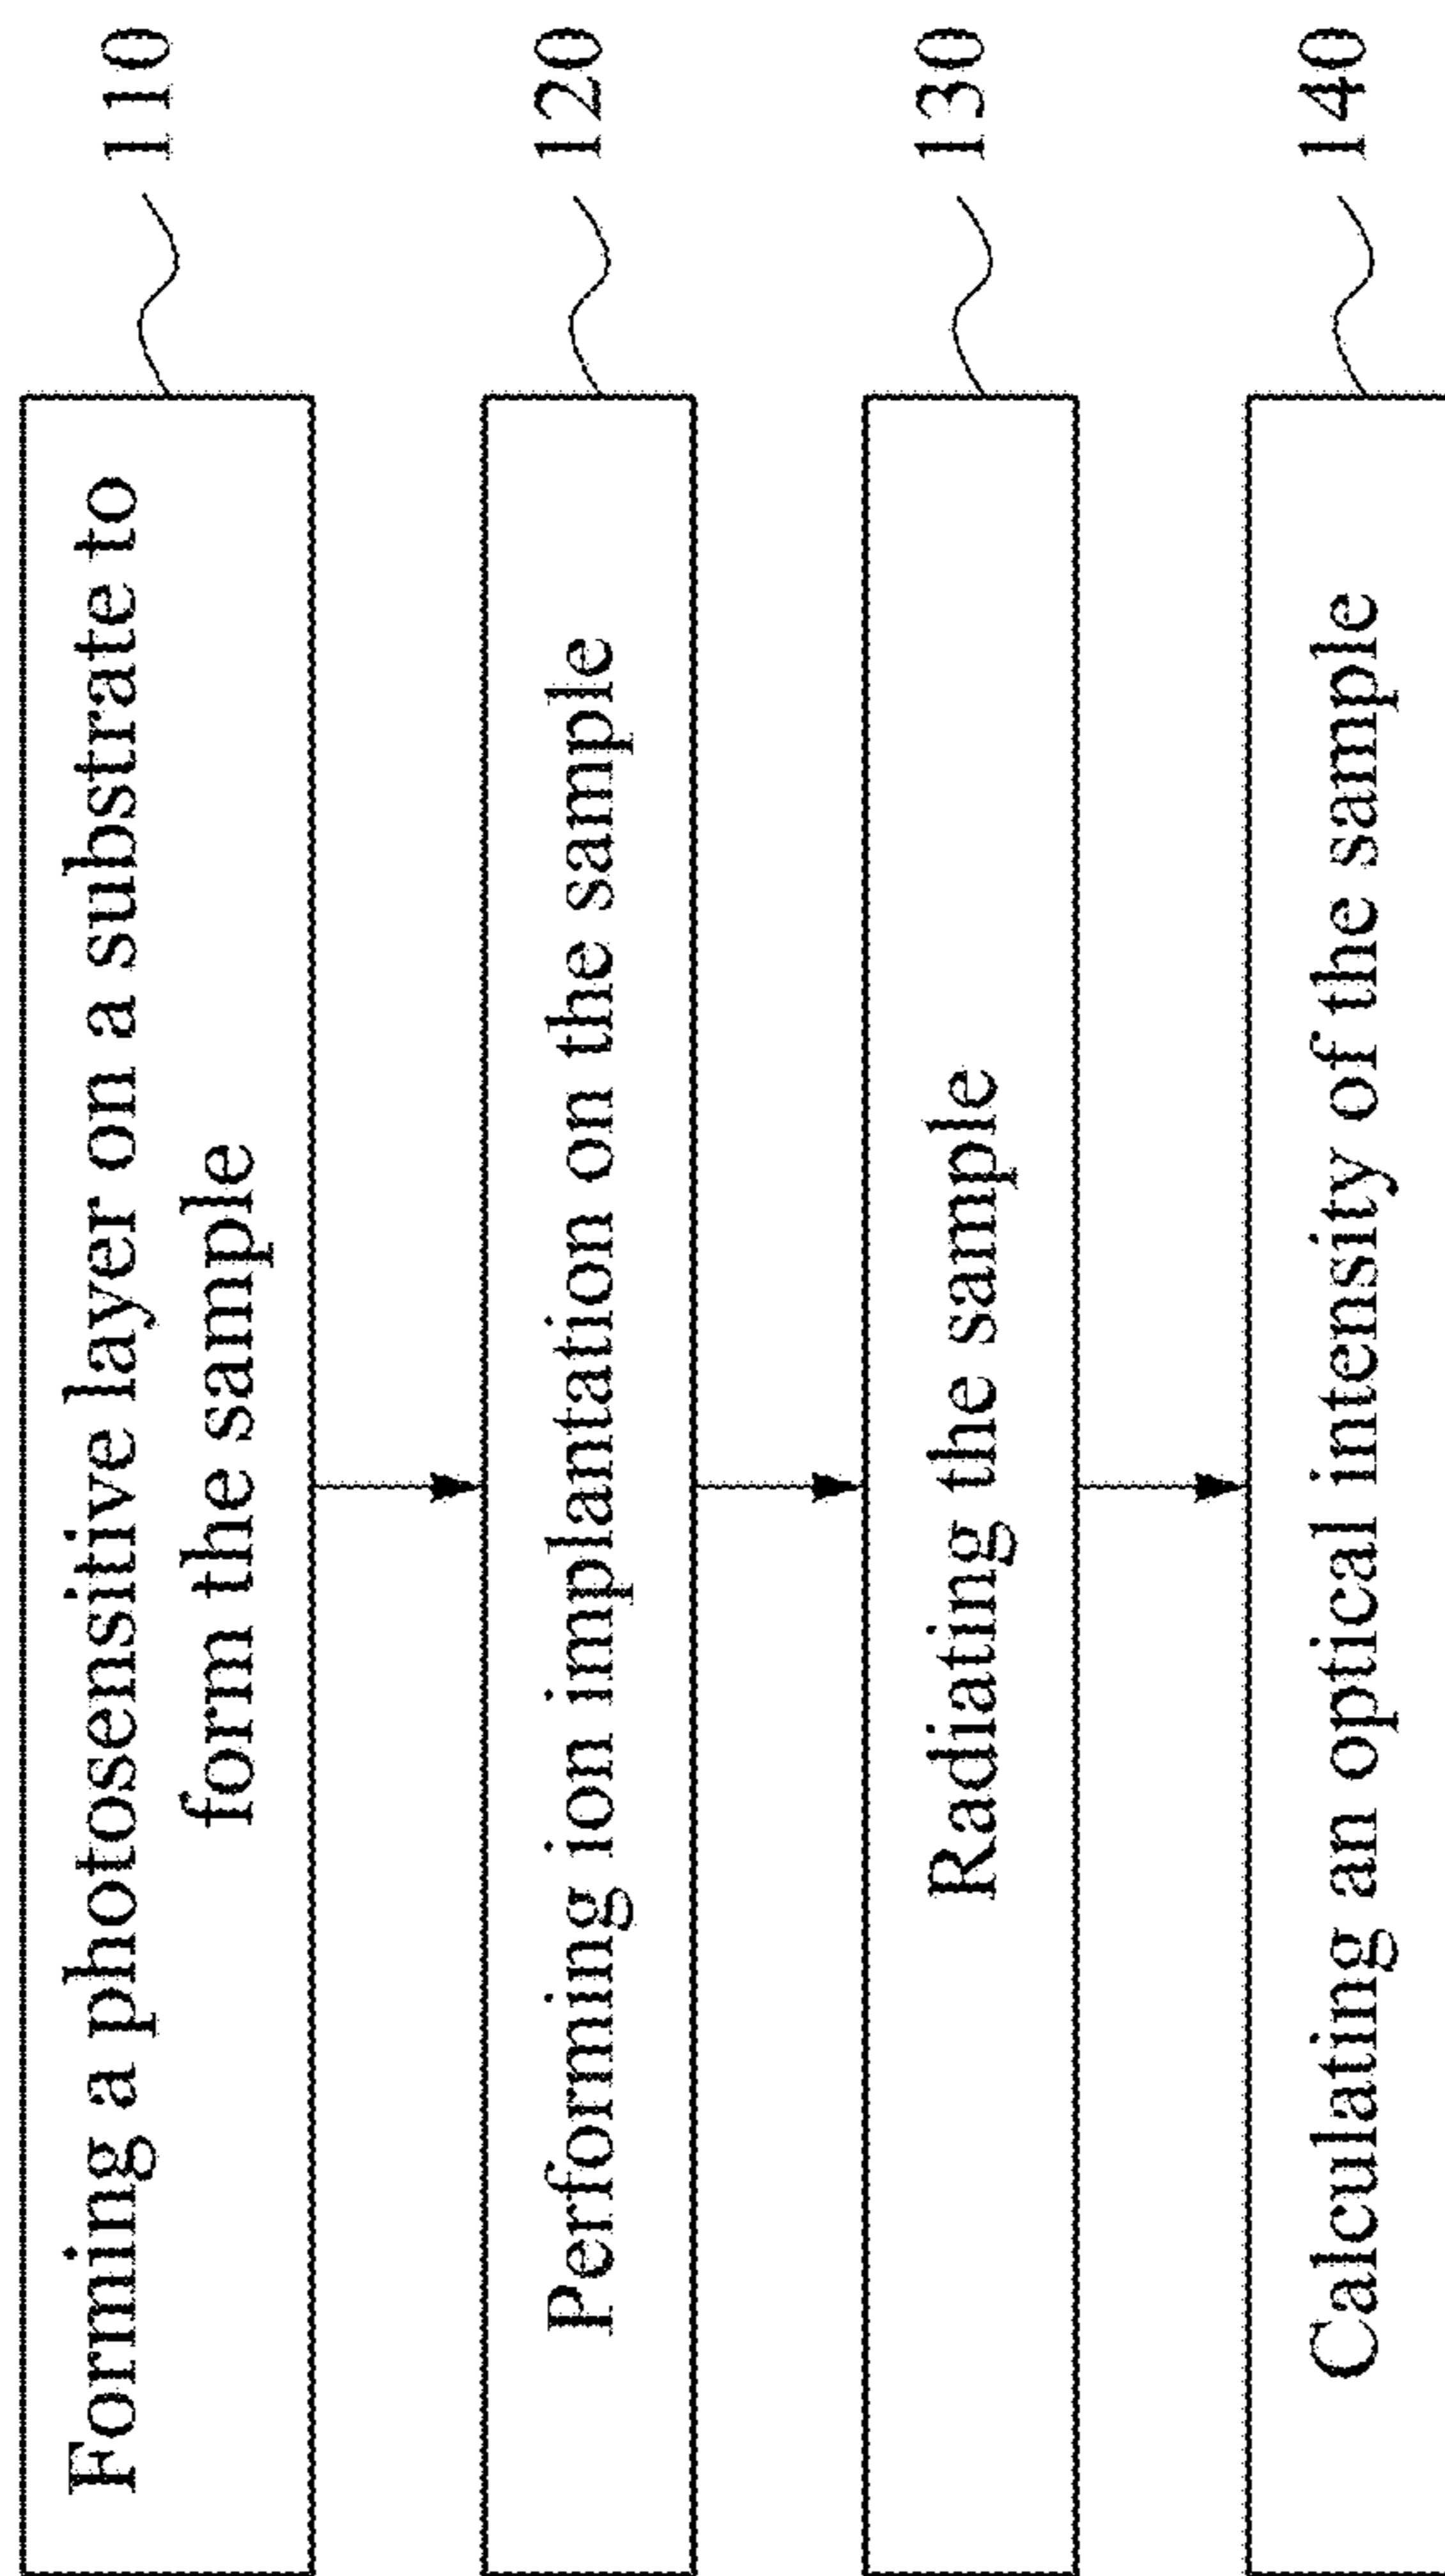 Forming a photosensitive layer on a substrate to
form the sample
110
Performing ion implantation on the sample
120
Radiating the sample
130
Calculating an optical intensity of the sample
140